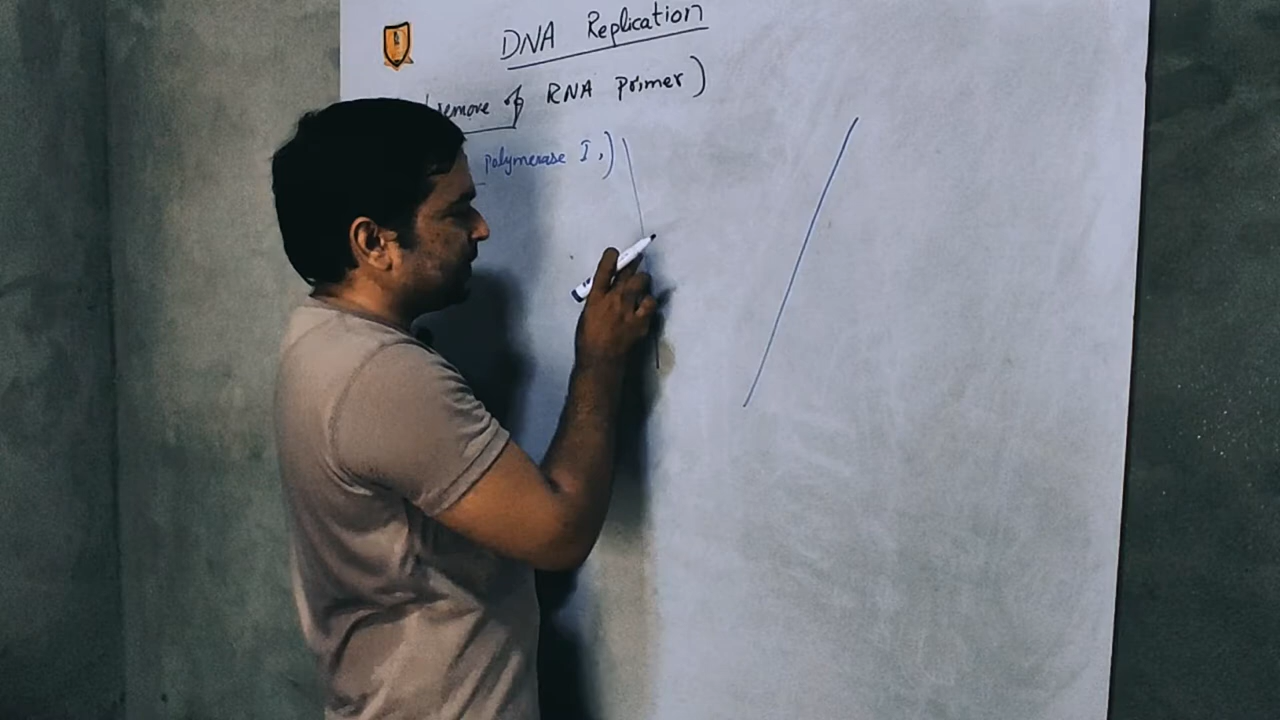 DNA Replication
remove of RNA Primer)
polymerase I,)